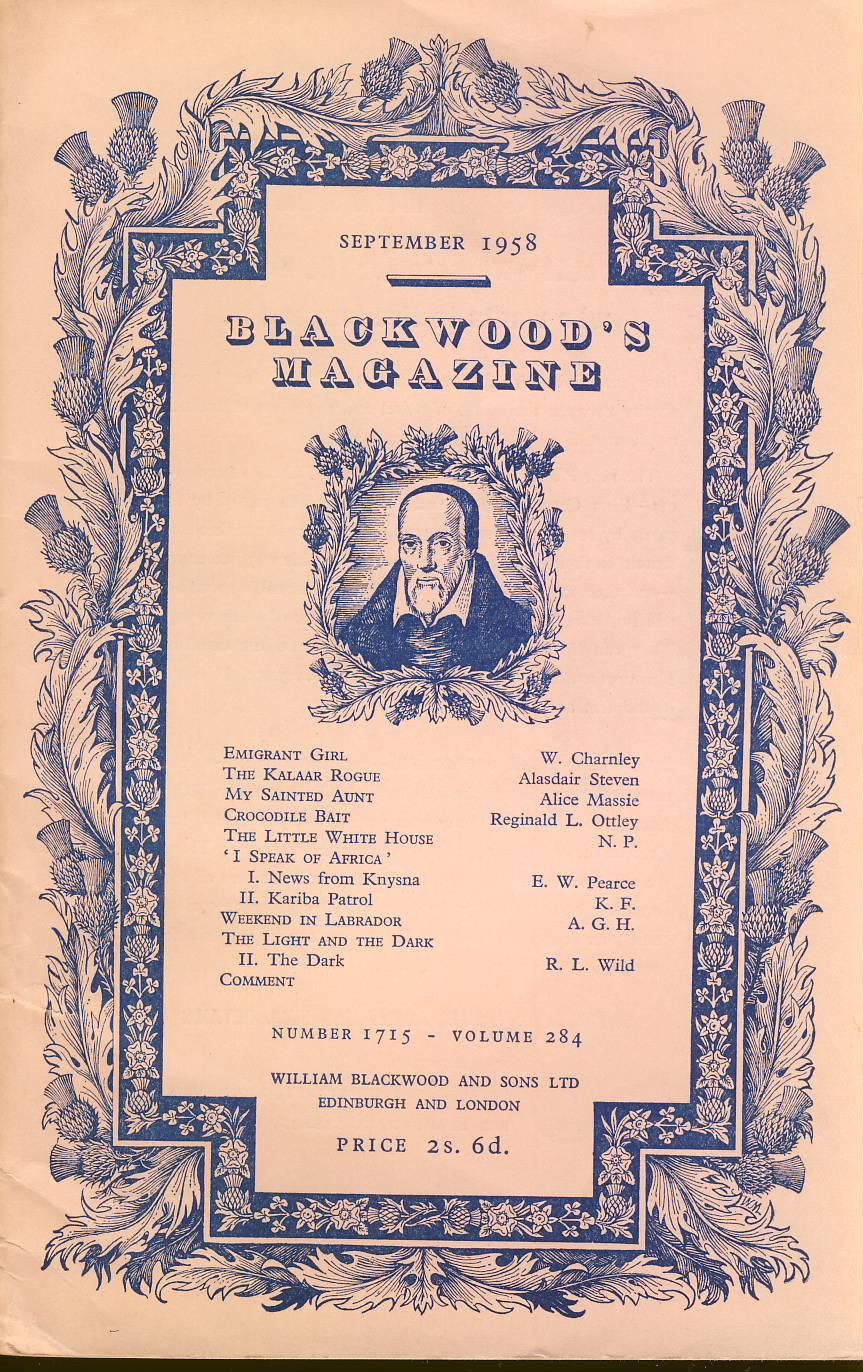 SEPTEMBER 1958
BLACKWOOD'S
MAGAZINE
EMIGRANT GIRL W. Charnley
THE KALAAR ROGUE Alasdair Steven
MY SAINTED AUNT Alice Massie
CROCODILE BAIT Reginald L. Ottley
THE LITTLE WHITE HOUSE N. P.
'I SPEAK OF AFRICA'
I. News from Knysna E. W. Pearce
II. Kariba Patrol K. F.
WEEKEND IN LABRADOR A. G. H.
THE LIGHT AND THE DARK
II. The Dark R. L. Wild
COMMENT
NUMBER 1715 - VOLUME 284
WILLIAM BLACKWOOD AND SONS LTD
EDINBURGH AND LONDON
PRICE 2s. 6d.